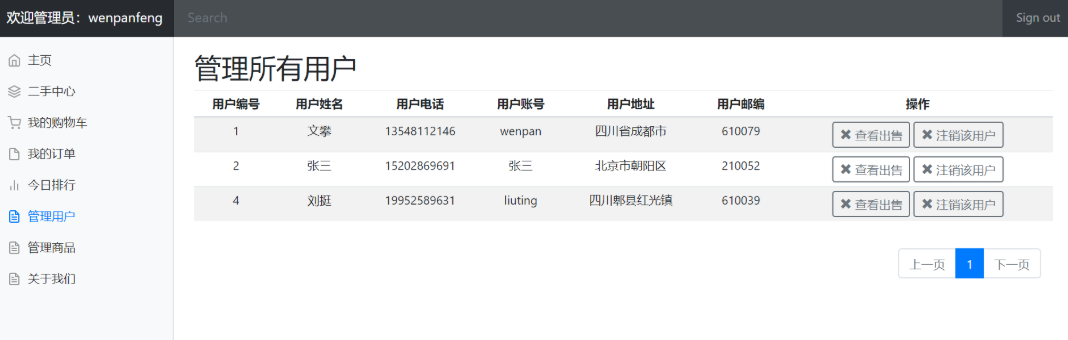 欢迎管理员：wenpanfeng Search Sign out
主页
二手中心
我的购物车
我的订单
今日排行
管理用户
管理商品
关于我们
管理所有用户
用户编号 用户姓名 用户电话 用户账号 用户地址 用户邮编 操作
1 文攀 13548112146 wenpan 四川省成都市 610079 ✖ 查看出售 ✖ 注销该用户
2 张三 15202869691 张三 北京市朝阳区 210052 ✖ 查看出售 ✖ 注销该用户
4 刘挺 19952589631 liuting 四川郫县红光镇 610039 ✖ 查看出售 ✖ 注销该用户
上一页 1 下一页